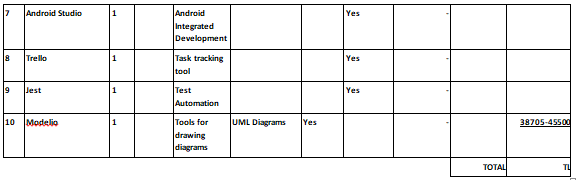 7 Android Studio 1 Android Integrated Development Yes -
8 Trello 1 Task tracking tool Yes -
9 Jest 1 Test Automation Yes -
10 Modelio 1 Tools for drawing diagrams UML Diagrams Yes - 38705-45500
TOTAL TL